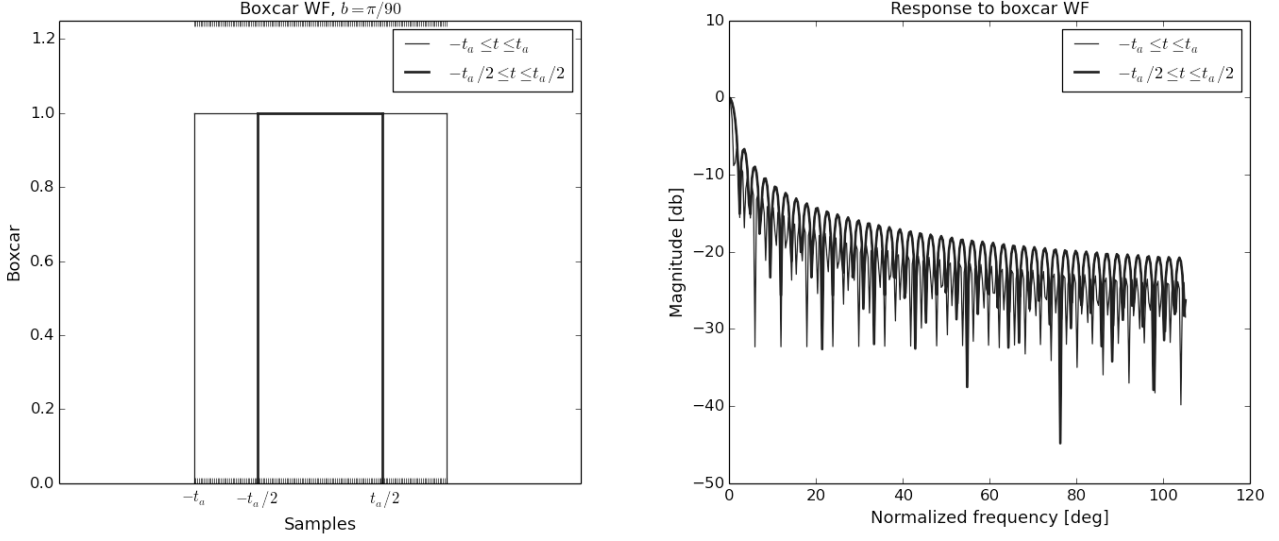 Boxcar WF, b = π/90
1.2
1.0
0.8
0.6
0.4
0.2
0.0
Boxcar
−t_a ≤ t ≤ t_a
−t_a/2 ≤ t ≤ t_a/2
−t_a
−t_a/2
t_a/2
Samples
Response to boxcar WF
10
0
−10
−20
−30
−40
−50
Magnitude [db]
−t_a ≤ t ≤ t_a
−t_a/2 ≤ t ≤ t_a/2
0
20
40
60
80
100
120
Normalized frequency [deg]